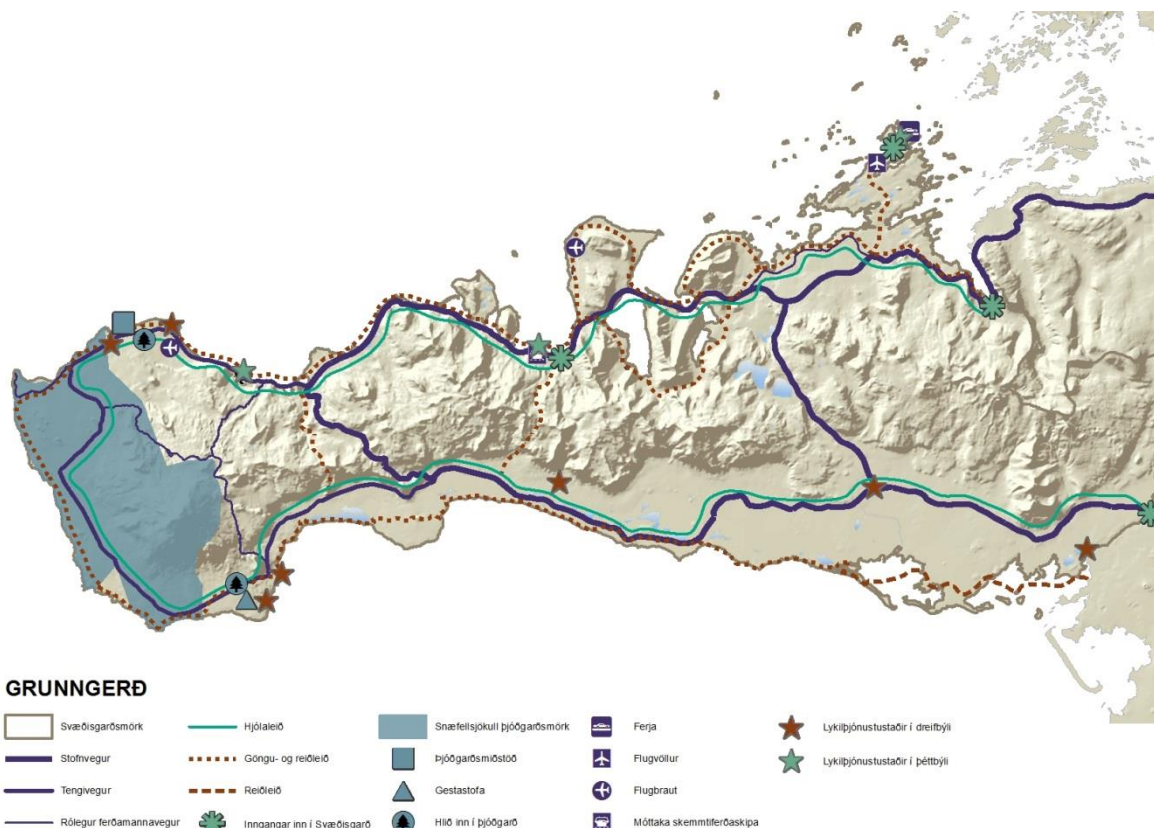 GRUNNGERÐ
Svæðisgarðsmörk
Stofnvegur
Tengivegur
Rólegur ferðamannavegur
Hjólaleið
Göngu- og reiðleið
Reiðleið
Inngangar inn í Svæðisgarð
Snæfellsjökull þjóðgarðsmörk
Þjóðgarðsmiðstöð
Gestastofa
Hlið inn í þjóðgarð
Ferja
Flugvöllur
Flugbraut
Móttaka skemmtiferðaskipa
Lykilþjónustustaðir í dreifbýli
Lykilþjónustustaðir í þéttbýli